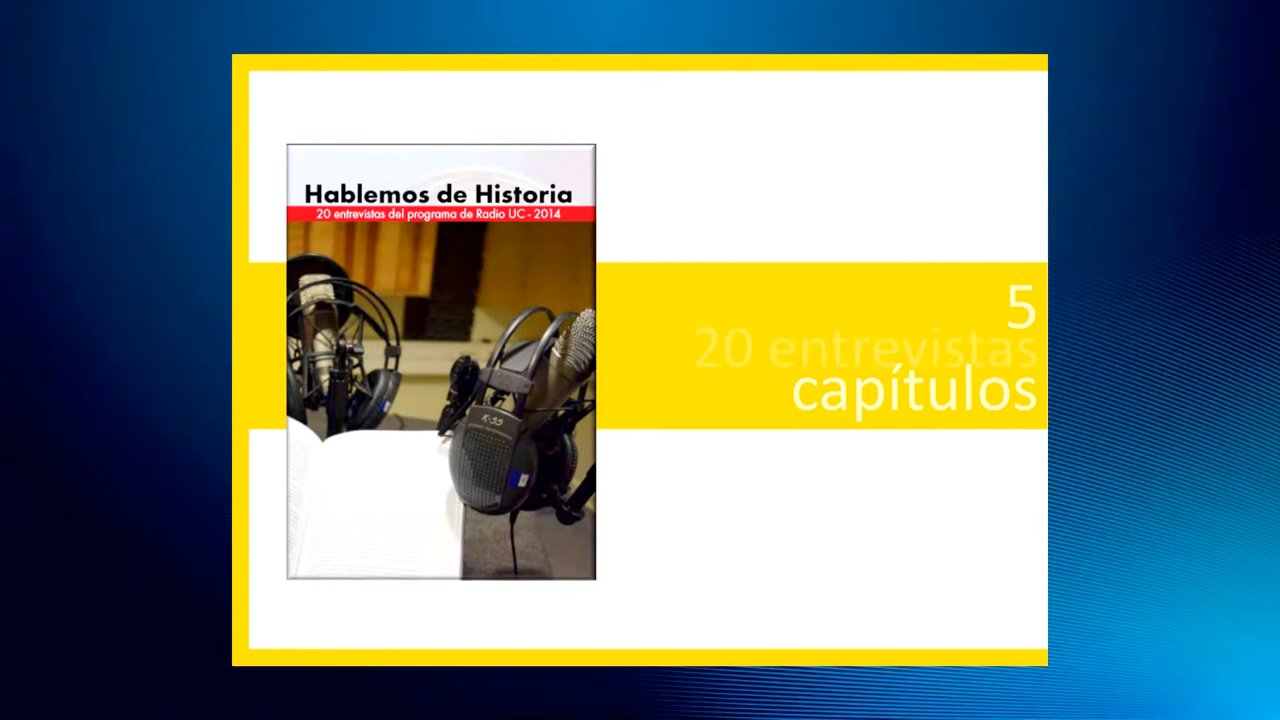 Hablemos de Historia
20 entrevistas del programa de Radio UC - 2014
K-55
5
20 entrevistas
capítulos